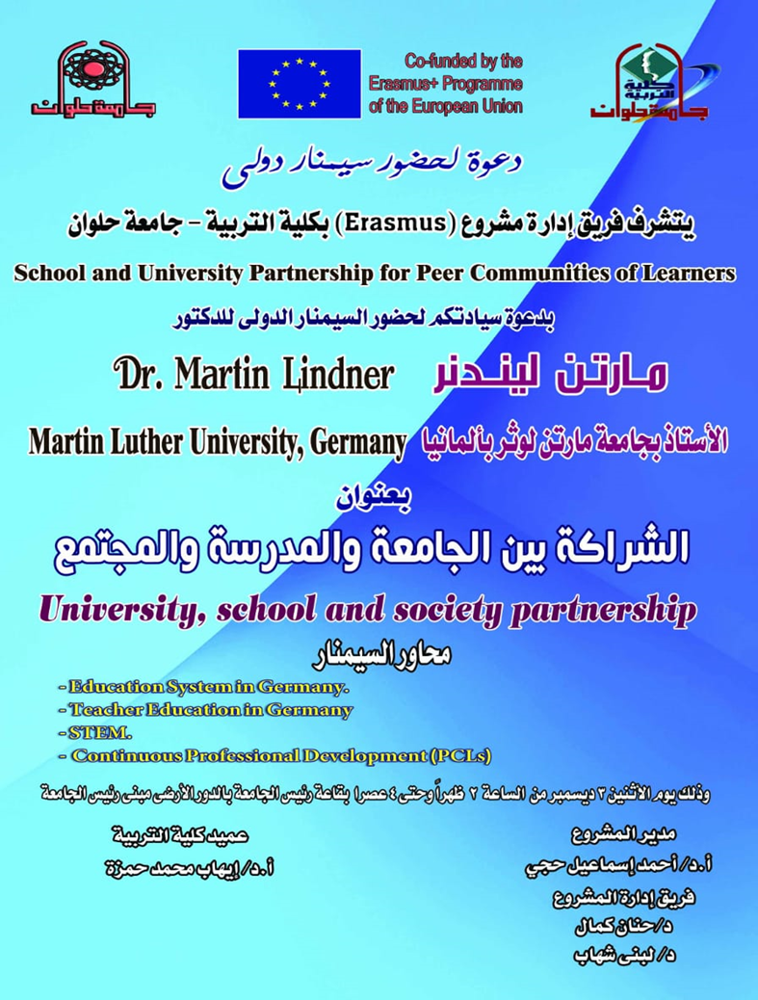 جامعة حلوان
Co-funded by the
Erasmus+ Programme
of the European Union
كلية
التربية
جامعة حلوان
دعوة لحضور سيمنار دولى
يتشرف فريق إدارة مشروع (Erasmus) بكلية التربية - جامعة حلوان
School and University Partnership for Peer Communities of Learners
بدعوة سيادتكم لحضور السيمنار الدولى للدكتور
مارتن ليندنر Dr. Martin Lindner
الأستاذ بجامعة مارتن لوثر بألمانيا Martin Luther University, Germany
بعنوان
الشراكة بين الجامعة والمدرسة والمجتمع
University, school and society partnership
محاور السيمنار
- Education System in Germany.
- Teacher Education in Germany
- STEM.
- Continuous Professional Development (PCLs)
وذلك يوم الاثنين ٣ ديسمبر من الساعة ٢ ظهراً وحتى ٤ عصرا بقاعة رئيس الجامعة بالدور الأرضى مبنى رئيس الجامعة
مدير المشروع
أ.د/ أحمد إسماعيل حجي
فريق إدارة المشروع
د/حنان كمال
د/ لبنى شهاب
عميد كلية التربية
أ.د/ إيهاب محمد حمزة